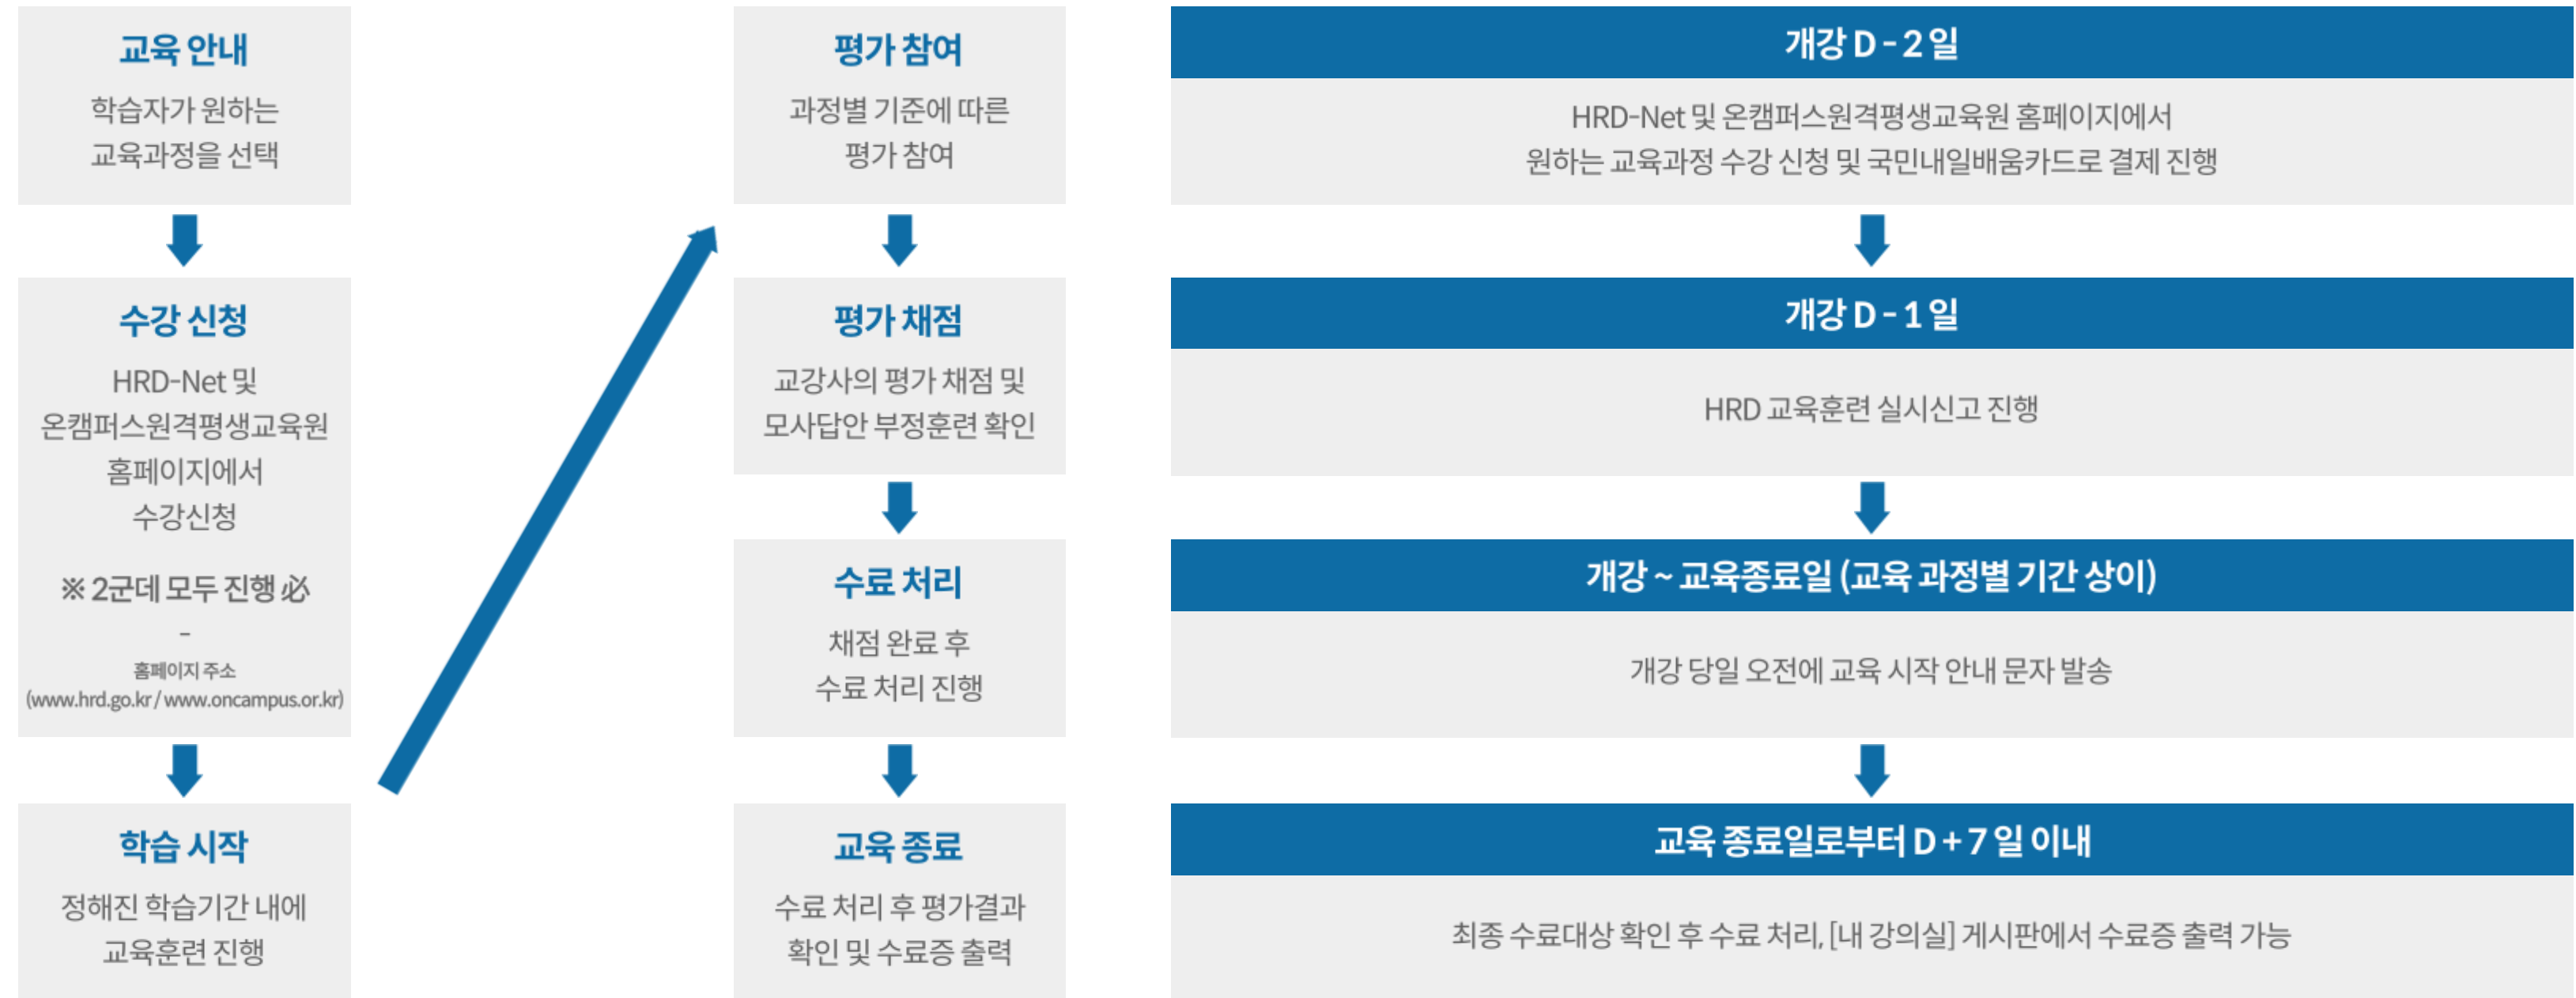 교육 안내
학습자가 원하는
교육과정을 선택
수강 신청
HRD-Net 및
온캠퍼스원격평생교육원
홈페이지에서
수강신청
※ 2군데 모두 진행 必
-
홈페이지 주소
(www.hrd.go.kr / www.oncampus.or.kr)
학습 시작
정해진 학습기간 내에
교육훈련 진행
평가 참여
과정별 기준에 따른
평가 참여
평가 채점
교강사의 평가 채점 및
모사답안 부정훈련 확인
수료 처리
채점 완료 후
수료 처리 진행
교육 종료
수료 처리 후 평가결과
확인 및 수료증 출력
개강 D - 2 일
HRD-Net 및 온캠퍼스원격평생교육원 홈페이지에서
원하는 교육과정 수강 신청 및 국민내일배움카드로 결제 진행
개강 D - 1 일
HRD 교육훈련 실시신고 진행
개강 ~ 교육종료일 (교육 과정별 기간 상이)
개강 당일 오전에 교육 시작 안내 문자 발송
교육 종료일로부터 D + 7 일 이내
최종 수료대상 확인 후 수료 처리, [내 강의실] 게시판에서 수료증 출력 가능